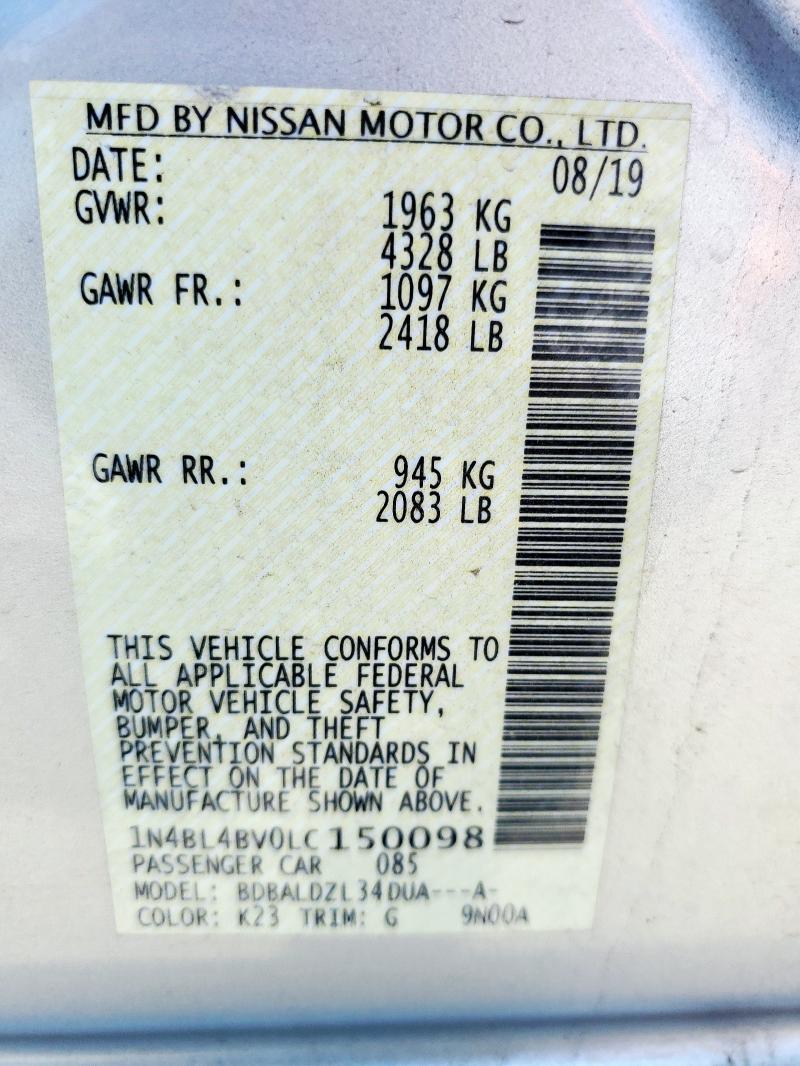 MFD BY NISSAN MOTOR CO., LTD.
DATE: 08/19
GVWR: 1963 KG
4328 LB
GAWR FR.: 1097 KG
2418 LB
GAWR RR.: 945 KG
2083 LB
THIS VEHICLE CONFORMS TO
ALL APPLICABLE FEDERAL
MOTOR VEHICLE SAFETY,
BUMPER, AND THEFT
PREVENTION STANDARDS IN
EFFECT ON THE DATE OF
MANUFACTURE SHOWN ABOVE.
1N4BL4BV0LC150098
PASSENGER CAR 085
MODEL: BDBALDZL34DUA---A-
COLOR: K23 TRIM: G 9N00A